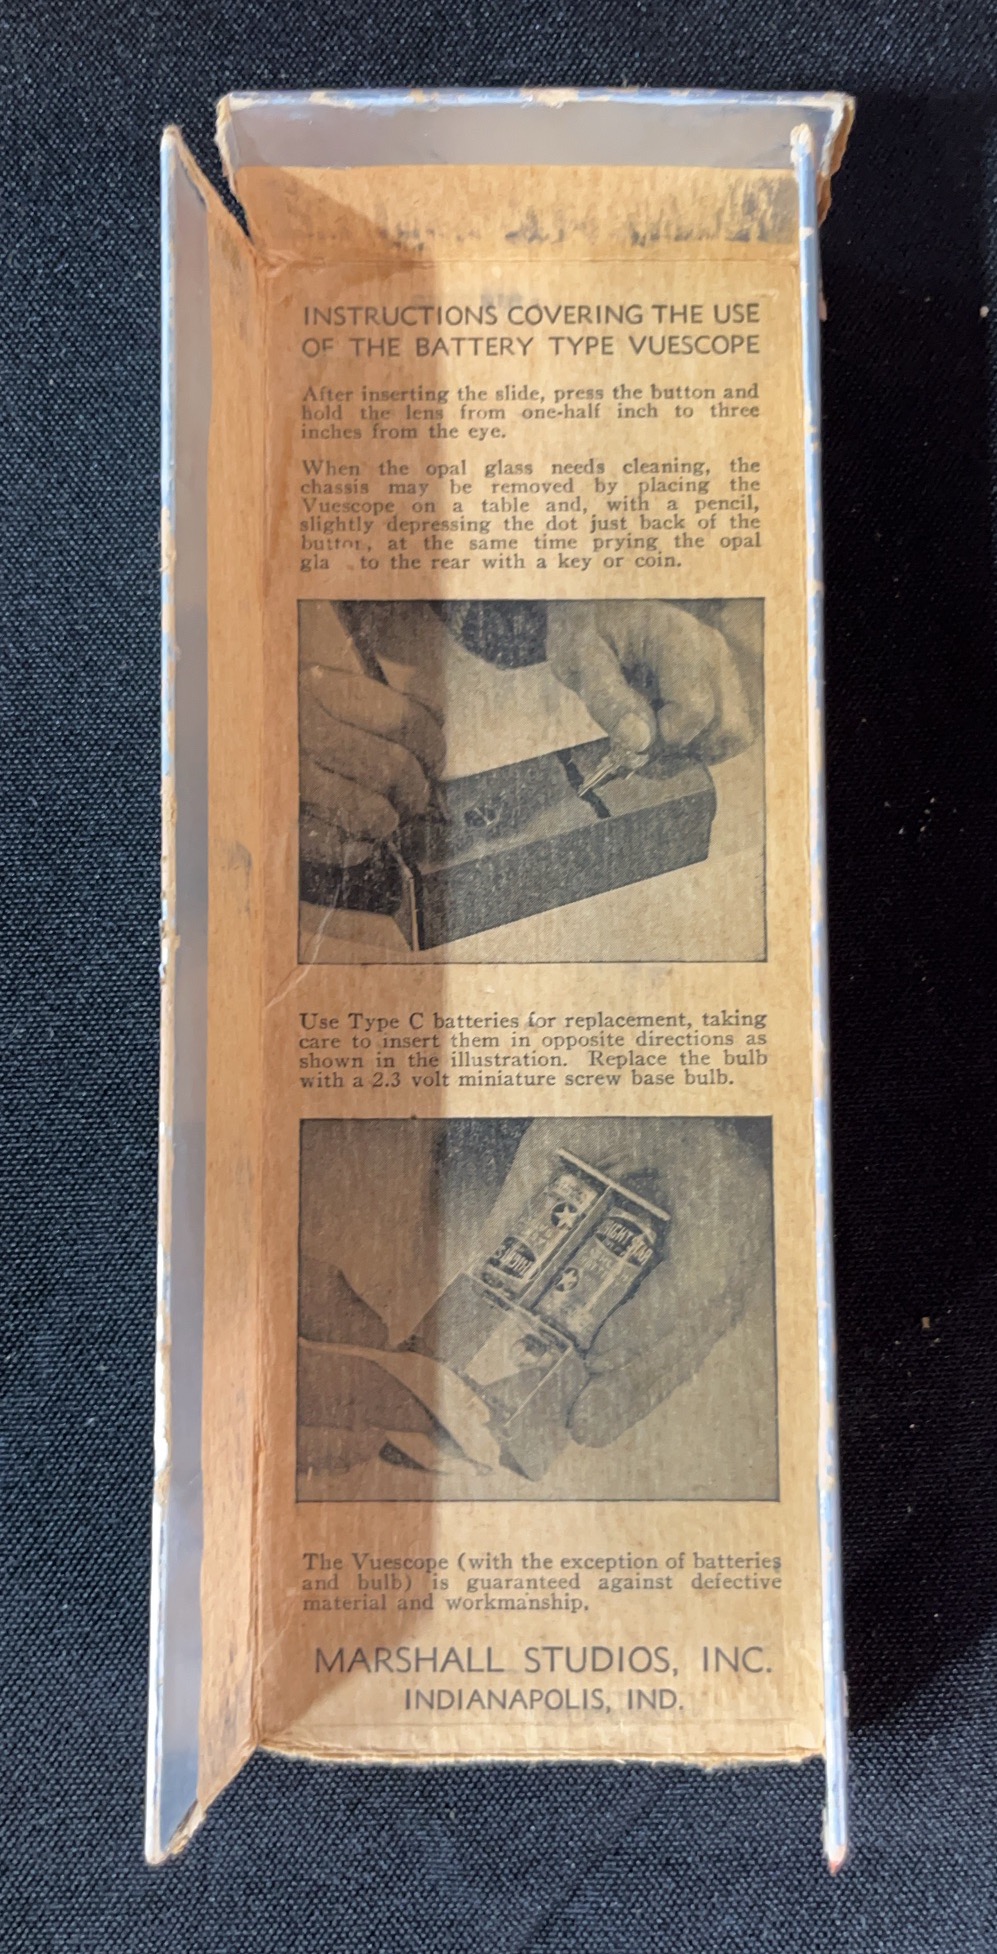 INSTRUCTIONS COVERING THE USE
OF THE BATTERY TYPE VUESCOPE
After inserting the slide, press the button and
hold the lens from one-half inch to three
inches from the eye.
When the opal glass needs cleaning, the
chassis may be removed by placing the
Vuescope on a table and, with a pencil,
slightly depressing the dot just back of the
button, at the same time prying the opal
gla to the rear with a key or coin.
Use Type C batteries for replacement, taking
care to insert them in opposite directions as
shown in the illustration. Replace the bulb
with a 2.3 volt miniature screw base bulb.
The Vuescope (with the exception of batteries
and bulb) is guaranteed against defective
material and workmanship.
MARSHALL STUDIOS, INC.
INDIANAPOLIS, IND.